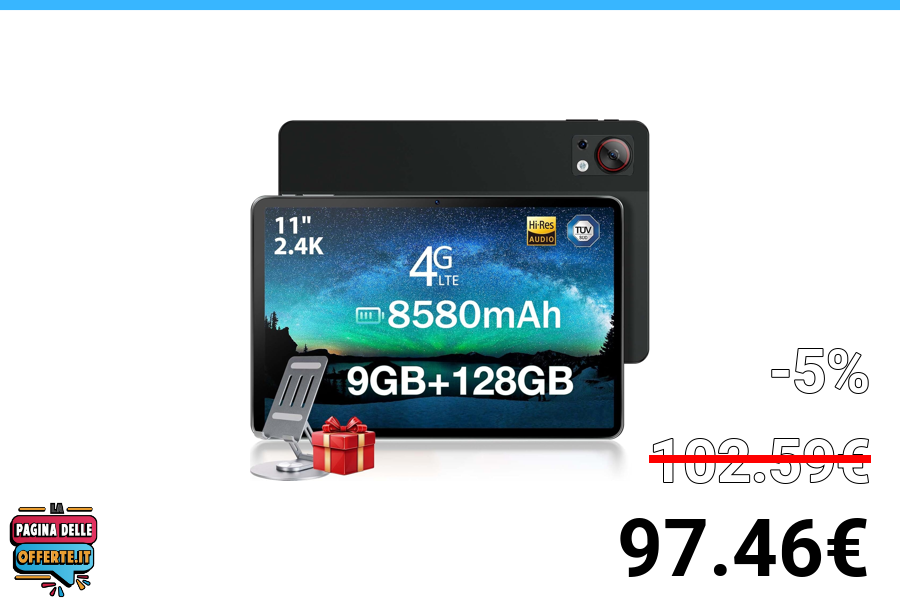 11"
2.4K
Hi-Res
AUDIO
TÜV
SÜD
4G
LTE
8580mAh
9GB+128GB
-5%
102.59€
97.46€
LA
PAGINA DELLE
OFFERTE.IT